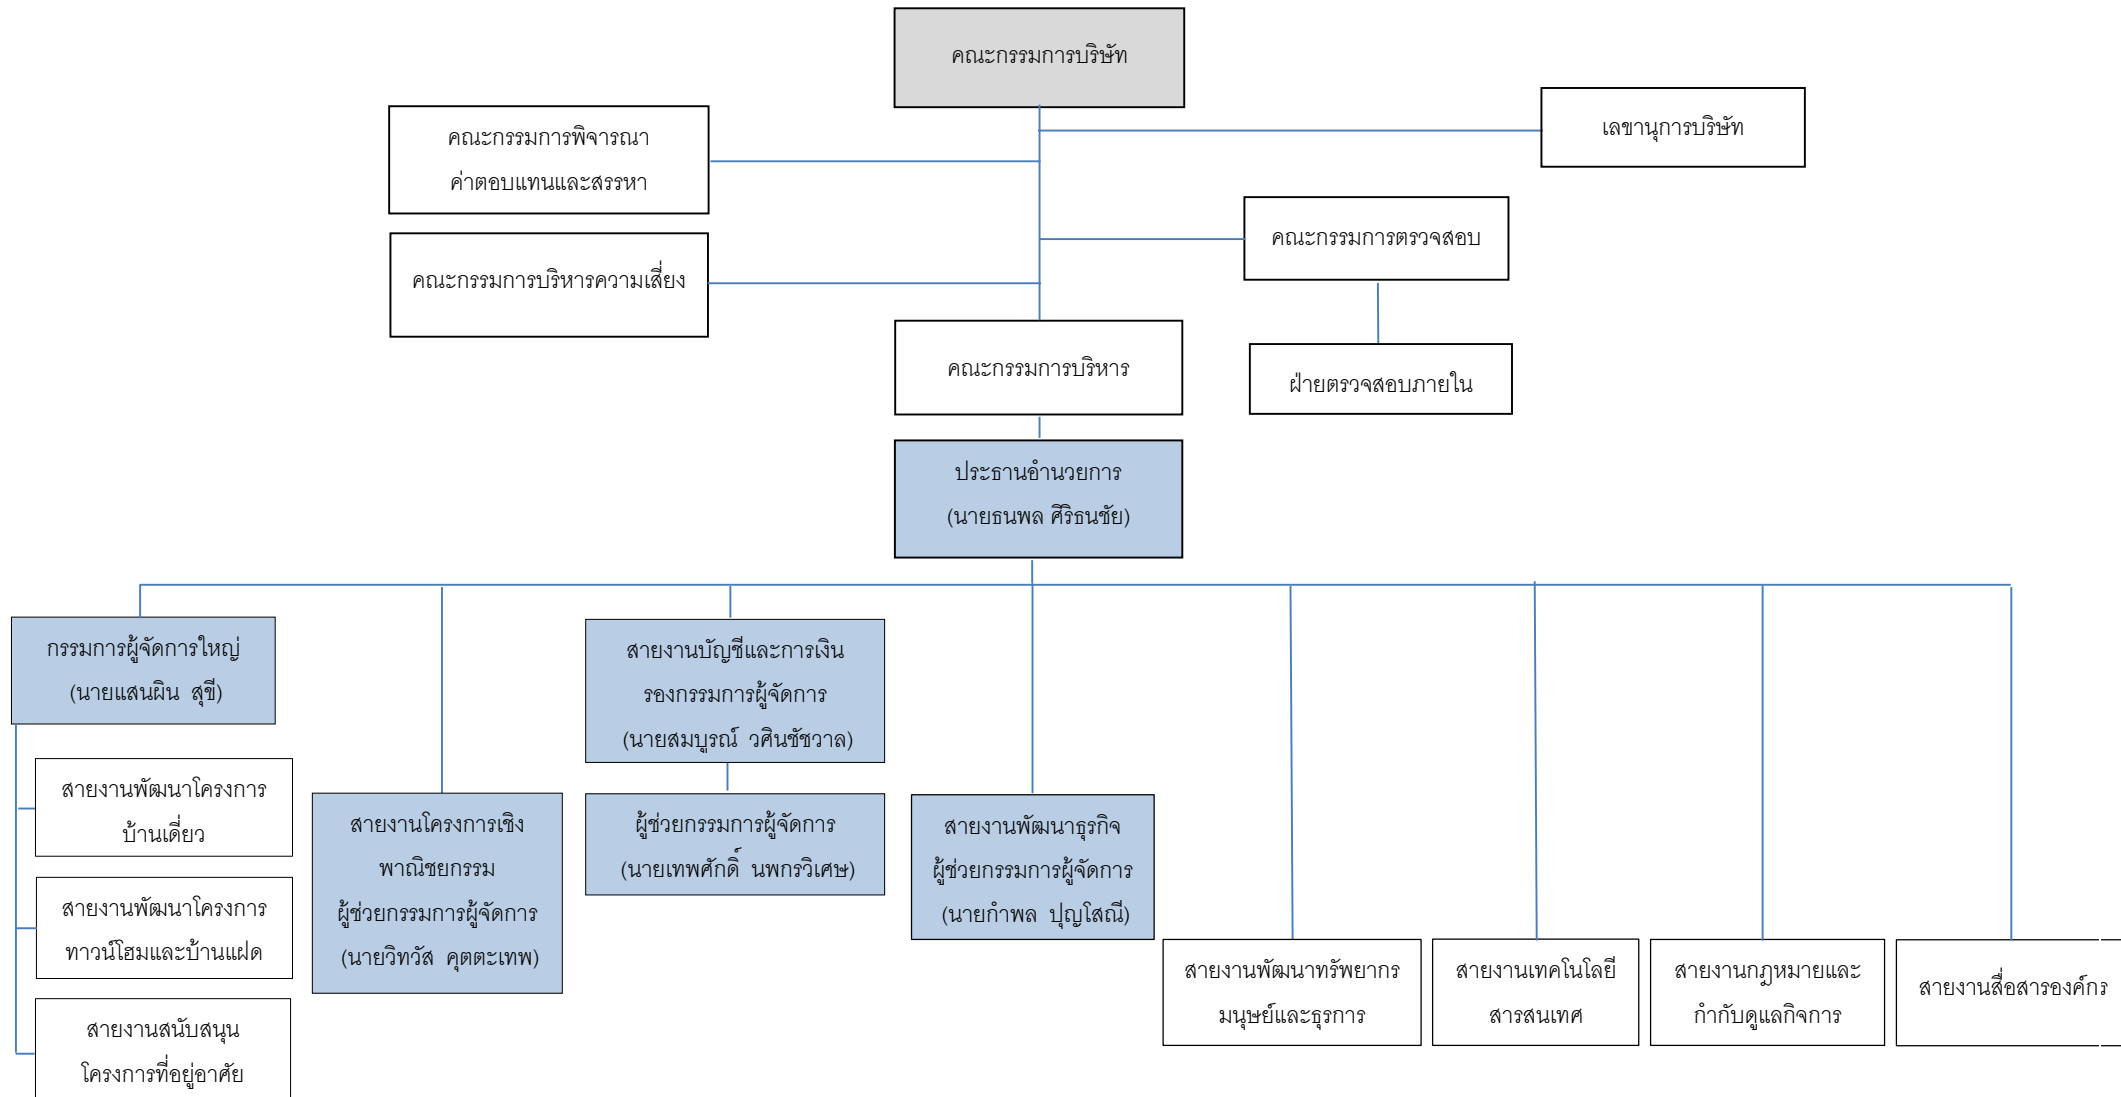 คณะกรรมการบริษัท
เลขานุการบริษัท
คณะกรรมการพิจารณา
ค่าตอบแทนและสรรหา
คณะกรรมการตรวจสอบ
คณะกรรมการบริหารความเสี่ยง
คณะกรรมการบริหาร
ฝ่ายตรวจสอบภายใน
ประธานอำนวยการ
(นายธนพล ศิริธนชัย)
กรรมการผู้จัดการใหญ่
(นายแสนผิน สุขี)
สายงานพัฒนาโครงการ
บ้านเดี่ยว
สายงานพัฒนาโครงการ
ทาวน์โฮมและบ้านแฝด
สายงานสนับสนุน
โครงการที่อยู่อาศัย
สายงานโครงการเชิง
พาณิชยกรรม
ผู้ช่วยกรรมการผู้จัดการ
(นายวิทวัส คุตตะเทพ)
สายงานบัญชีและการเงิน
รองกรรมการผู้จัดการ
(นายสมบูรณ์ วศินชัชวาล)
ผู้ช่วยกรรมการผู้จัดการ
(นายเทพศักดิ์ นพกรวิเศษ)
สายงานพัฒนาธุรกิจ
ผู้ช่วยกรรมการผู้จัดการ
(นายกำพล ปุญโสณี)
สายงานพัฒนาทรัพยากร
มนุษย์และธุรการ
สายงานเทคโนโลยี
สารสนเทศ
สายงานกฎหมายและ
กำกับดูแลกิจการ
สายงานสื่อสารองค์กร